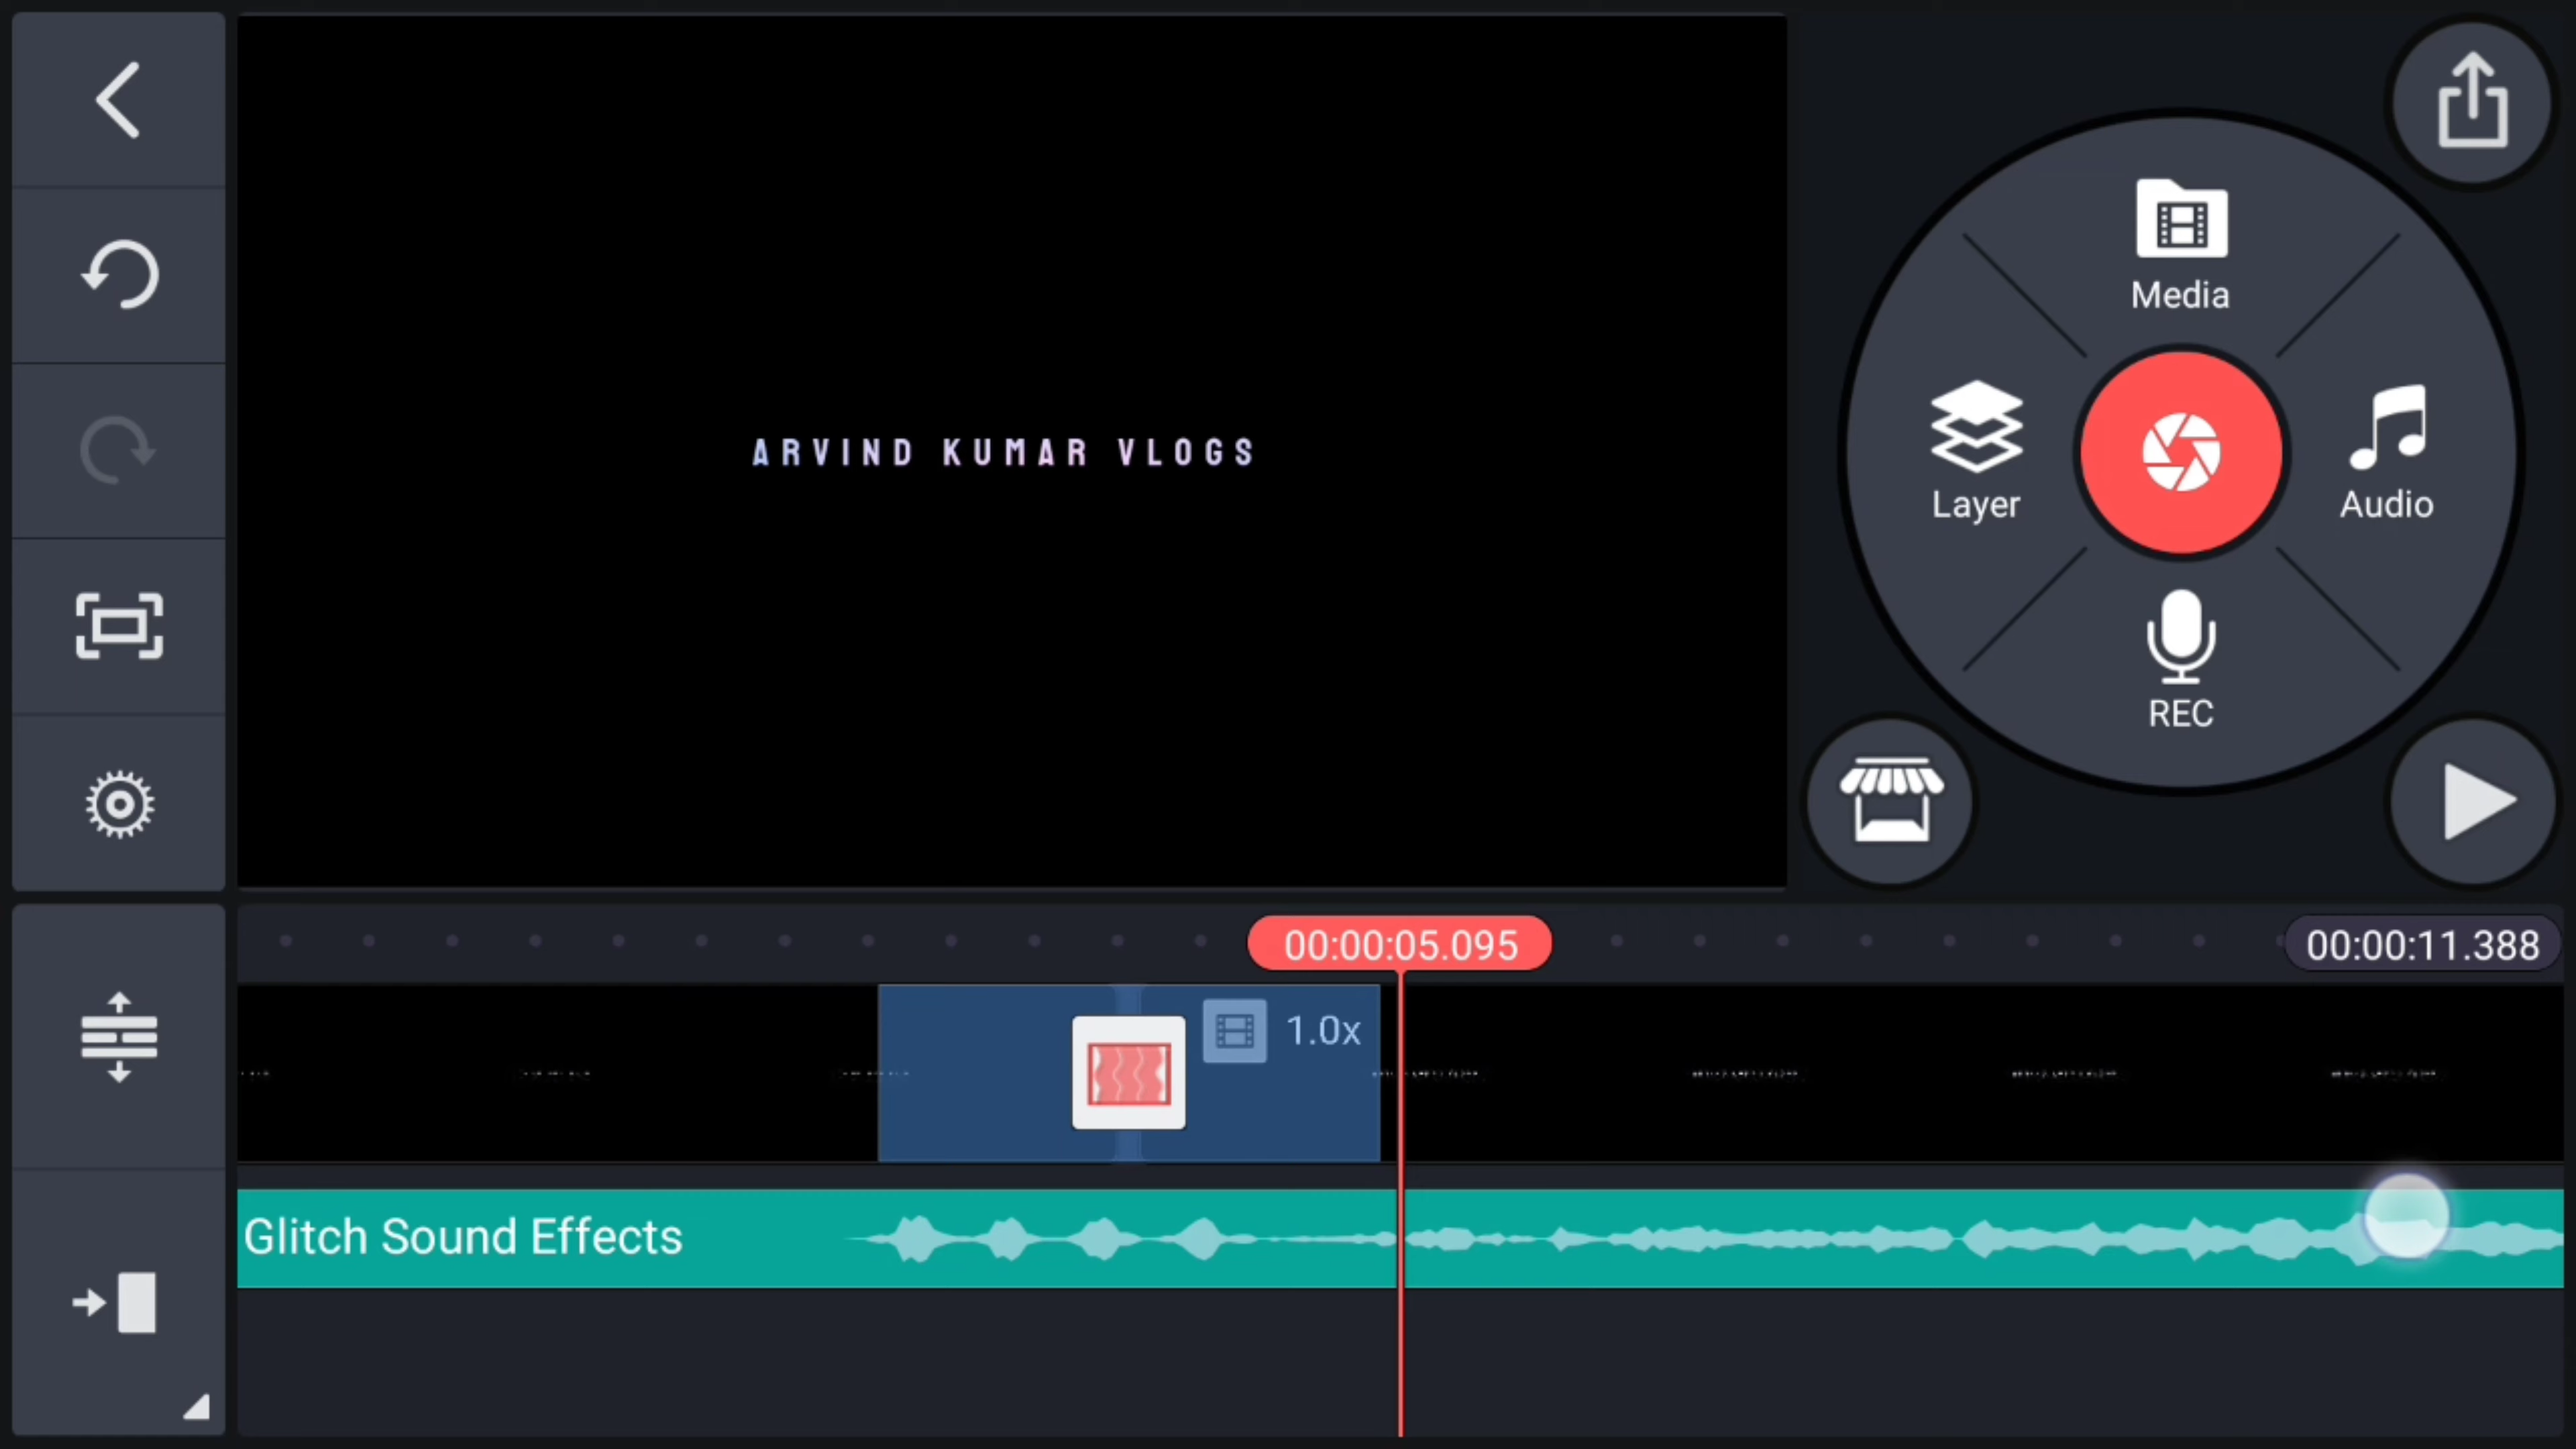 Media
ARVIND KUMAR VLOGS
Layer
Audio
REC
00:00:05.095
00:00:11.388
1.0x
Glitch Sound Effects